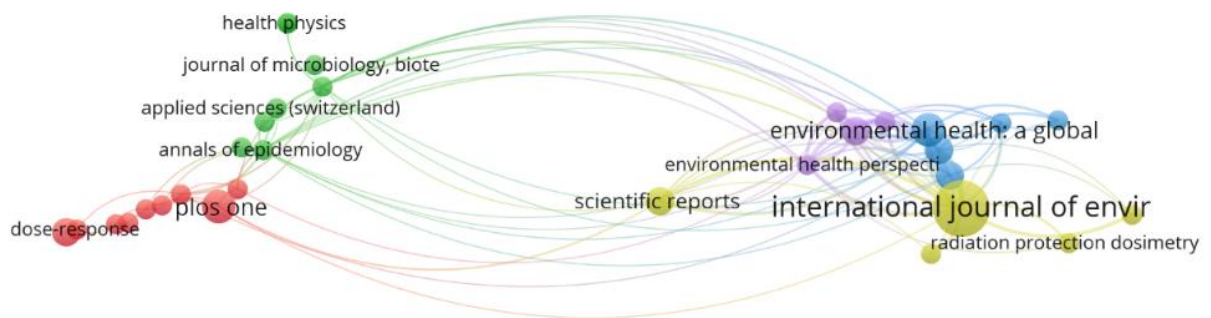 health physics
journal of microbiology, biote
applied sciences (switzerland)
annals of epidemiology
plos one
dose-response
environmental health: a global
environmental health perspecti
scientific reports
international journal of envir
radiation protection dosimetry